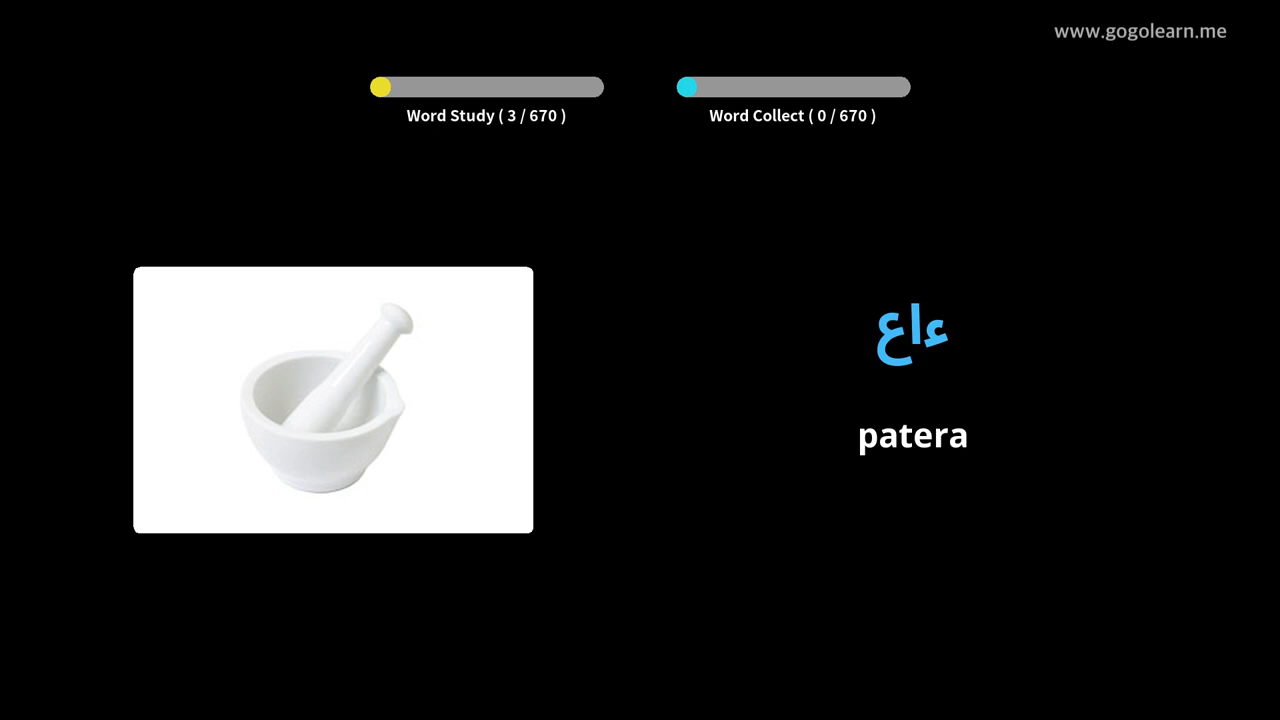 www.gogolearn.me
Word Study ( 3 / 670 )
Word Collect ( 0 / 670 )
ءاع
patera